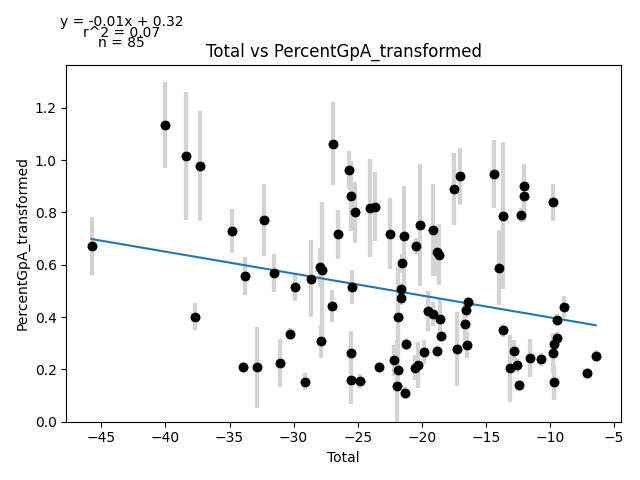 y = -0.01x + 0.32
r^2 = 0.07
n = 85
Total vs PercentGpA_transformed
PercentGpA_transformed
1.2
1.0
0.8
0.6
0.4
0.2
0.0
−45 −40 −35 −30 −25 −20 −15 −10 −5
Total